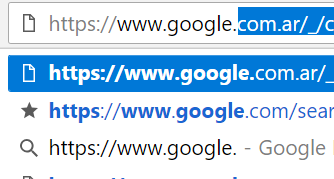 https://www.google.com.ar/_/c
https://www.google.com.ar/_
https://www.google.com/sear
https://www.google. - Google